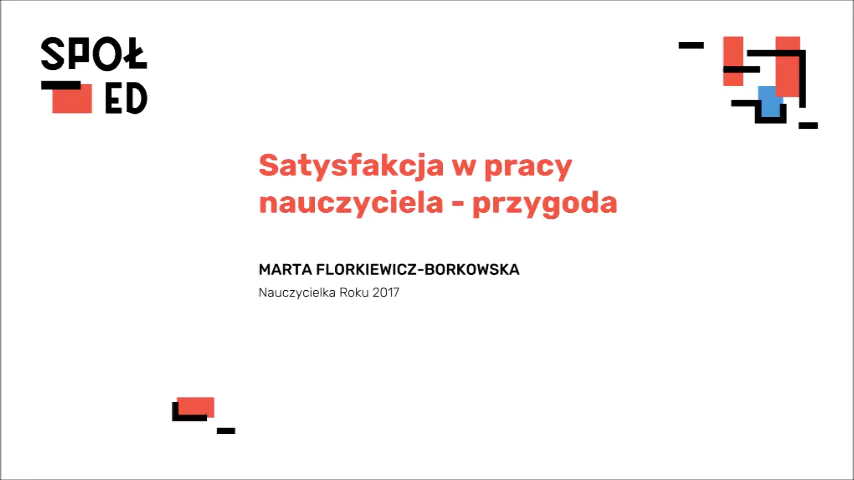 SPOŁ
ED
Satysfakcja w pracy
nauczyciela - przygoda
MARTA FLORKIEWICZ-BORKOWSKA
Nauczycielka Roku 2017